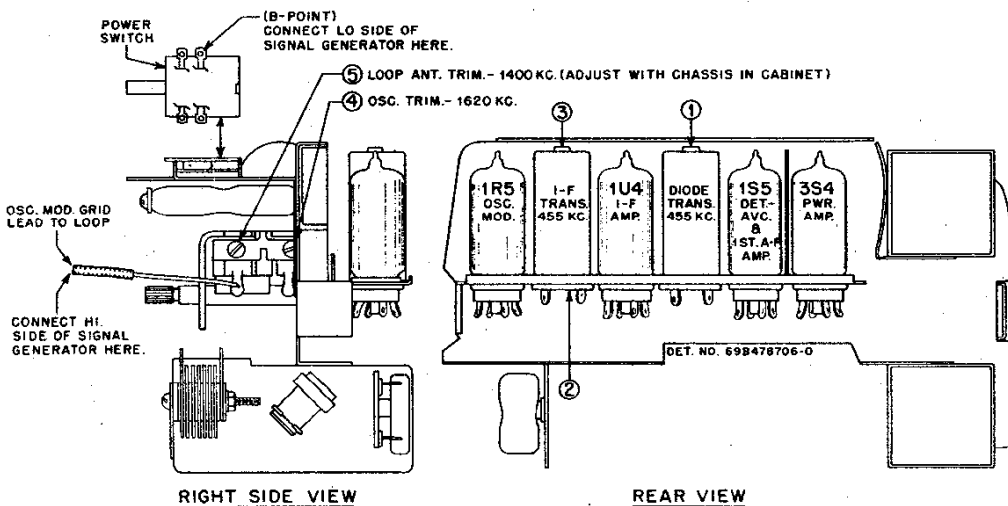 POWER
SWITCH
(B-POINT)
CONNECT LO SIDE OF
SIGNAL GENERATOR HERE.
5 LOOP ANT. TRIM.- 1400 KC. (ADJUST WITH CHASSIS IN CABINET)
4 OSC. TRIM.- 1620 KC.
OSC. MOD. GRID
LEAD TO LOOP
CONNECT HI.
SIDE OF SIGNAL
GENERATOR HERE.
RIGHT SIDE VIEW
3
1
1R5
OSC.
MOD.
I-F
TRANS.
455 KC.
1U4
I-F
AMP.
DIODE
TRANS.
455 KC.
1S5
DET.-
AVC.
&
1ST. A-F
AMP.
3S4
PWR.
AMP.
2
DET. NO. 69B478706-0
REAR VIEW